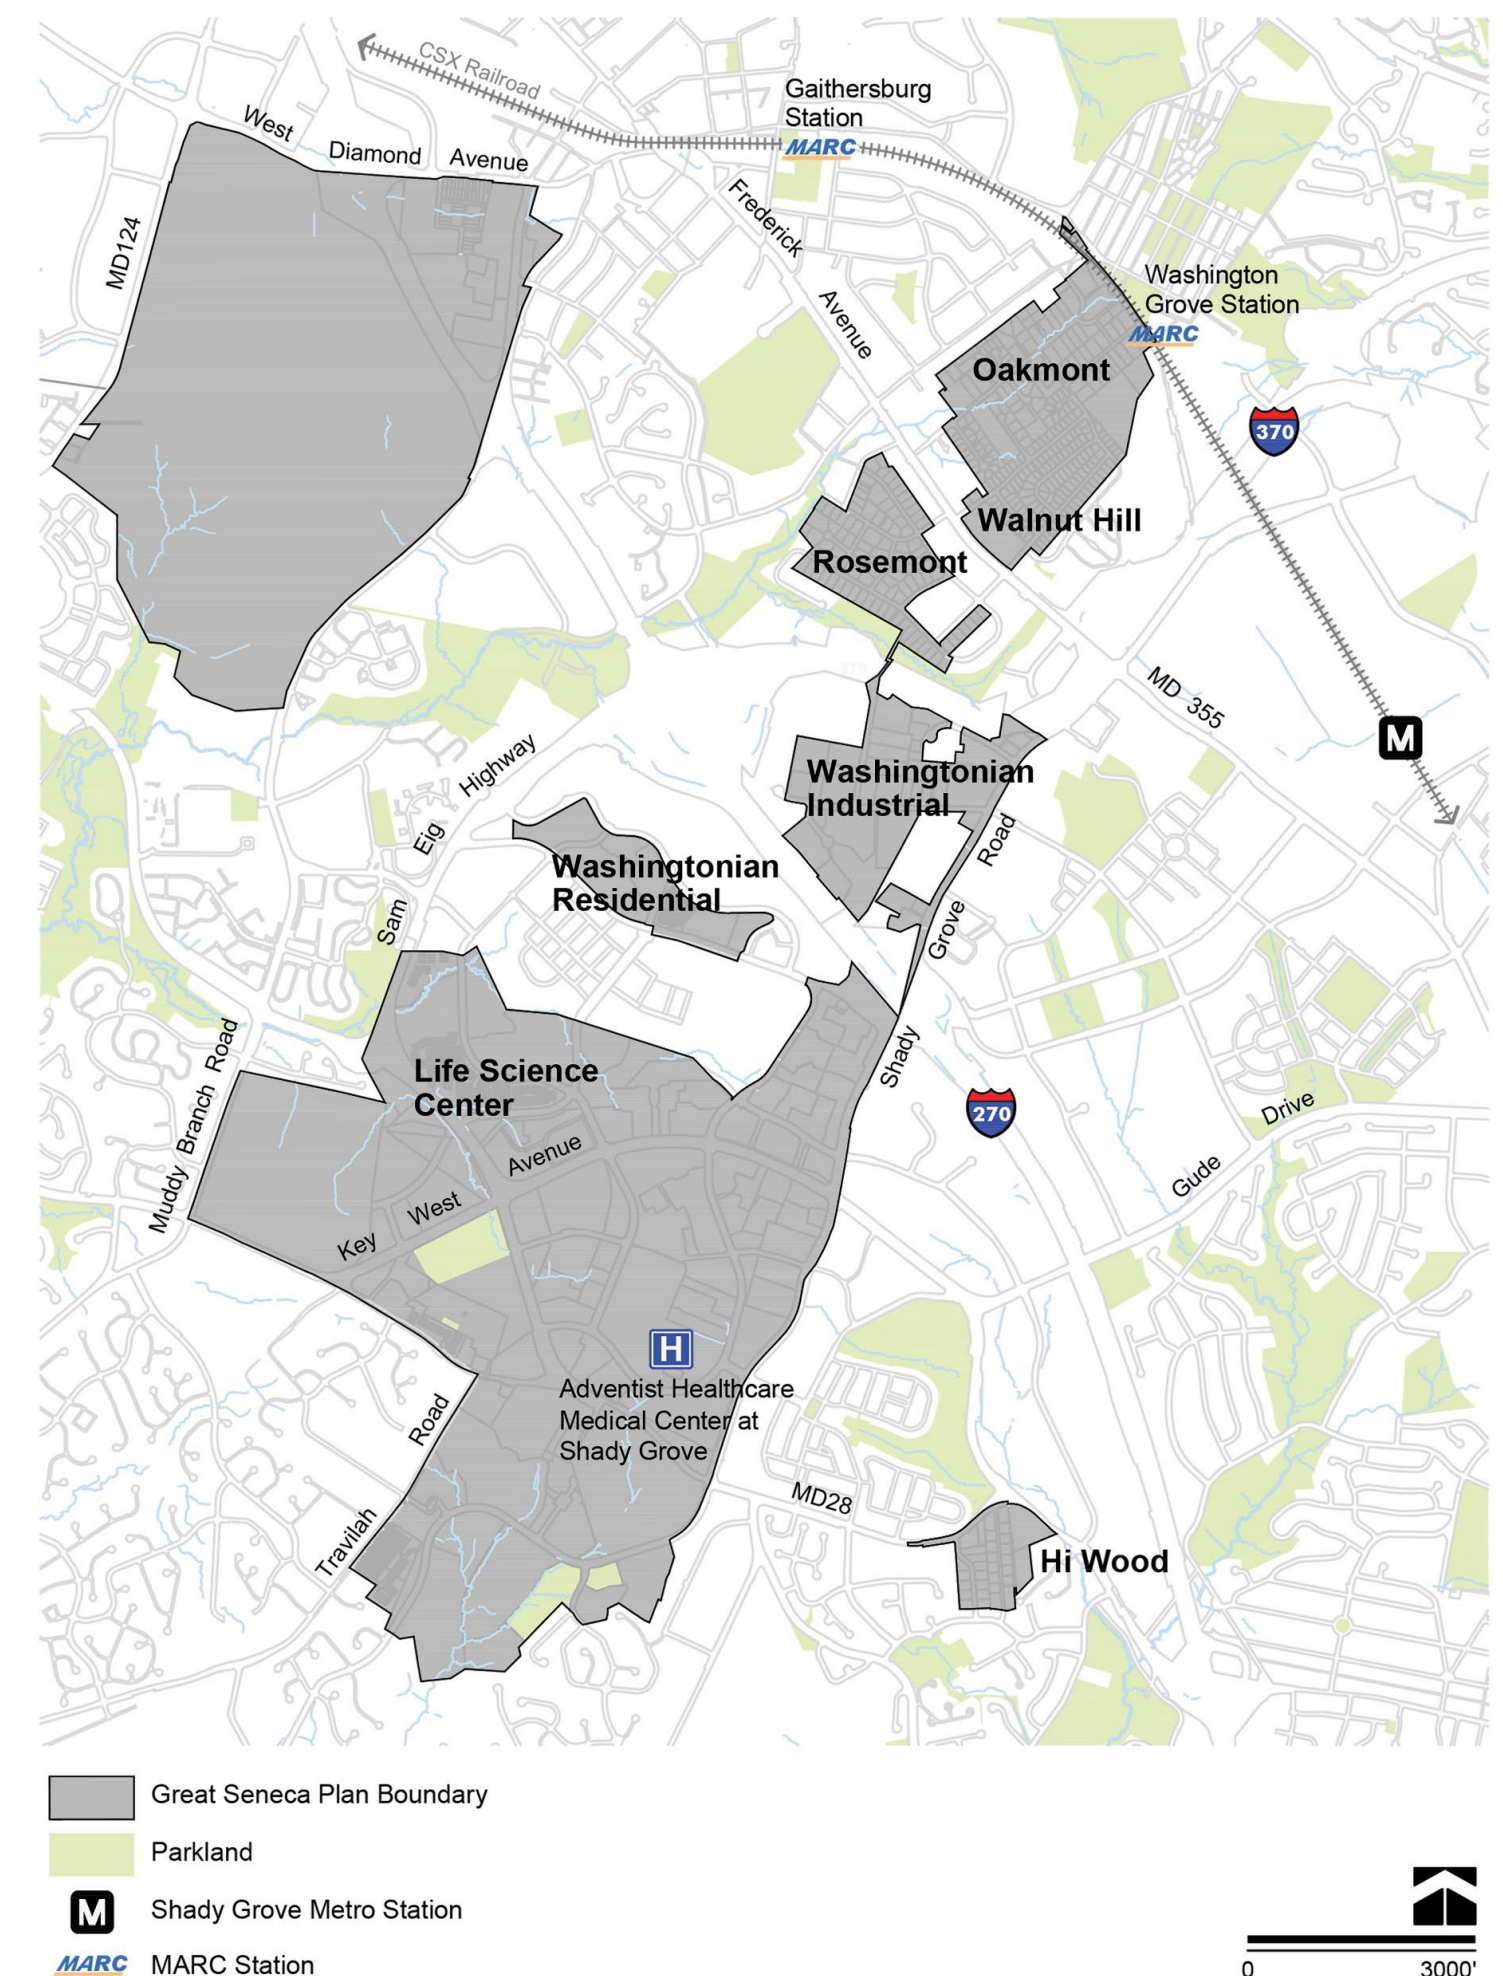 CSX Railroad
Gaithersburg
Station
MARC
West Diamond Avenue
MD124
Frederick Avenue
Washington
Grove Station
MARC
Oakmont
370
Walnut Hill
Rosemont
370
MD 355
M
Sam Eig Highway
Washingtonian
Industrial
Washingtonian
Residential
Shady Grove Road
Muddy Branch Road
Life Science
Center
270
Key West Avenue
Gude Drive
H
Adventist Healthcare
Medical Center at
Shady Grove
Travilah Road
MD28
Hi Wood
Great Seneca Plan Boundary
Parkland
M Shady Grove Metro Station
MARC MARC Station
0 3000'